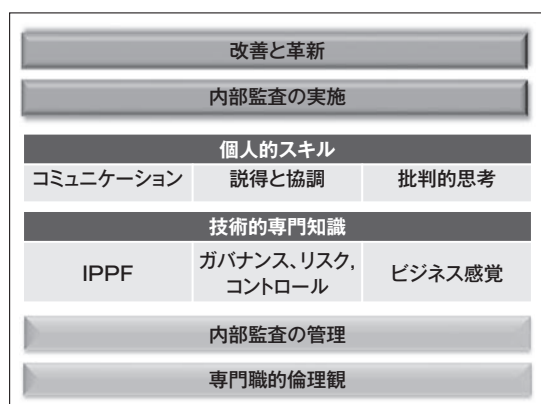 改善と革新
内部監査の実施
個人的スキル
コミュニケーション 説得と協調 批判的思考
技術的専門知識
IPPF ガバナンス、リスク, コントロール ビジネス感覚
内部監査の管理
専門職的倫理観